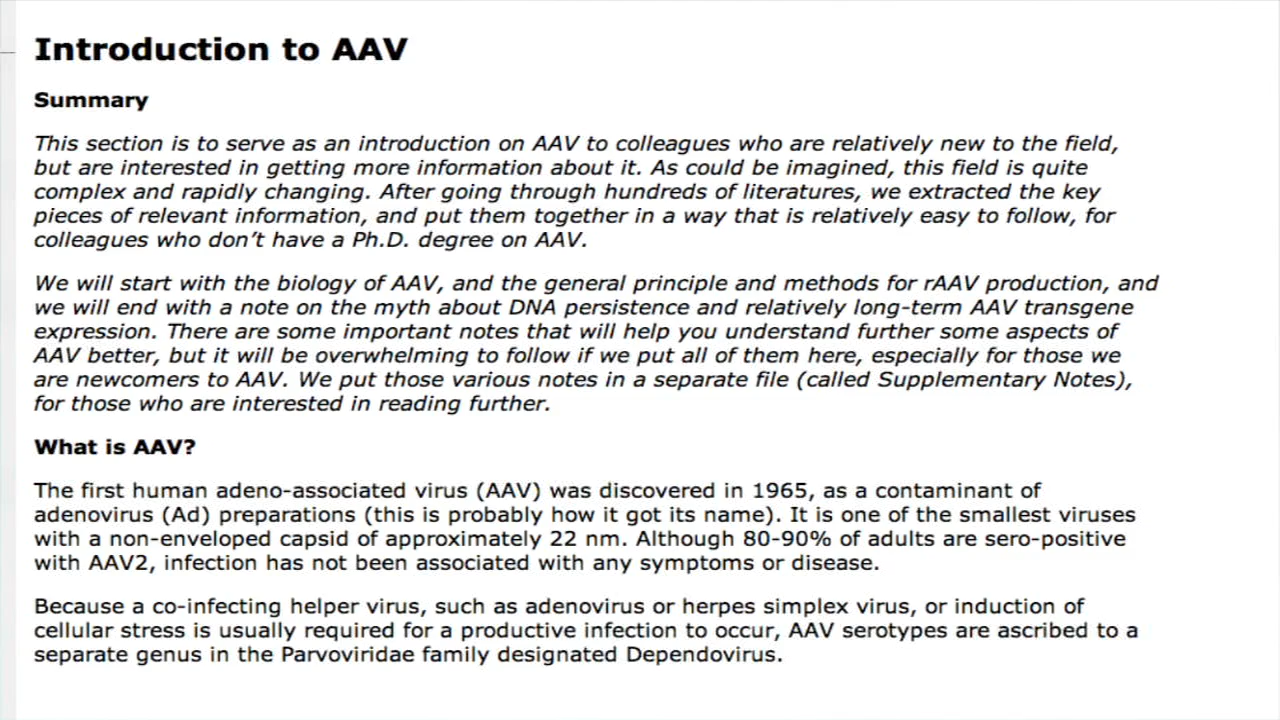 Introduction to AAV
Summary
This section is to serve as an introduction on AAV to colleagues who are relatively new to the field,
but are interested in getting more information about it. As could be imagined, this field is quite
complex and rapidly changing. After going through hundreds of literatures, we extracted the key
pieces of relevant information, and put them together in a way that is relatively easy to follow, for
colleagues who don’t have a Ph.D. degree on AAV.
We will start with the biology of AAV, and the general principle and methods for rAAV production, and
we will end with a note on the myth about DNA persistence and relatively long-term AAV transgene
expression. There are some important notes that will help you understand further some aspects of
AAV better, but it will be overwhelming to follow if we put all of them here, especially for those we
are newcomers to AAV. We put those various notes in a separate file (called Supplementary Notes),
for those who are interested in reading further.
What is AAV?
The first human adeno-associated virus (AAV) was discovered in 1965, as a contaminant of
adenovirus (Ad) preparations (this is probably how it got its name). It is one of the smallest viruses
with a non-enveloped capsid of approximately 22 nm. Although 80-90% of adults are sero-positive
with AAV2, infection has not been associated with any symptoms or disease.
Because a co-infecting helper virus, such as adenovirus or herpes simplex virus, or induction of
cellular stress is usually required for a productive infection to occur, AAV serotypes are ascribed to a
separate genus in the Parvoviridae family designated Dependovirus.